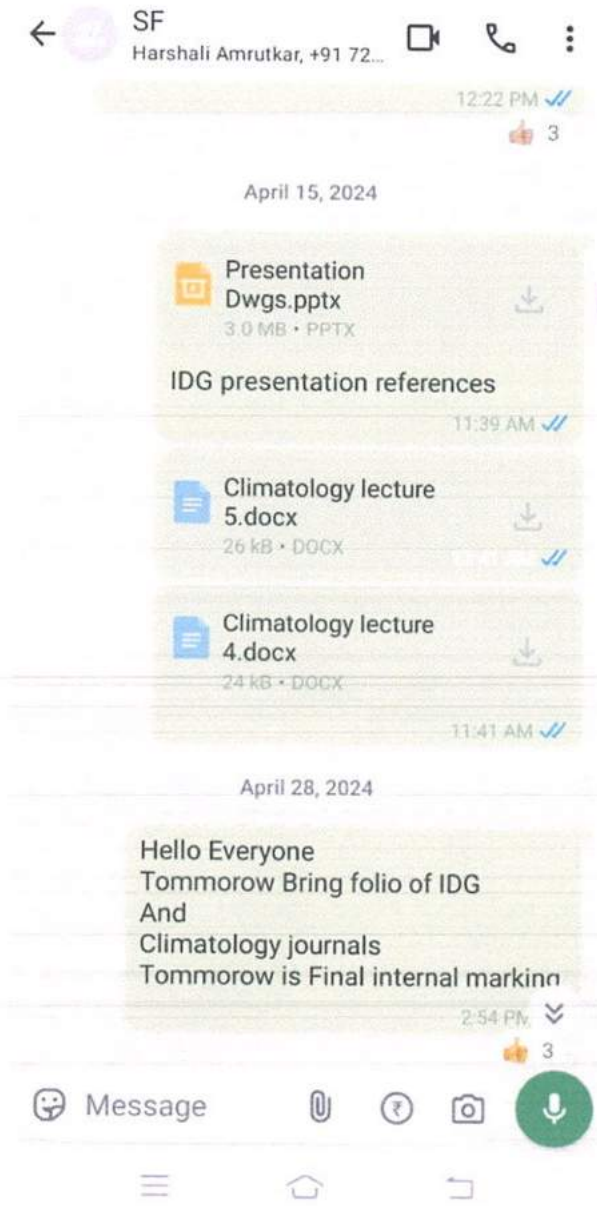 SF
Harshali Amrutkar, +91 72...
12:22 PM
3
April 15, 2024
Presentation
Dwgs.pptx
3.0 MB • PPTX
IDG presentation references
11:39 AM
Climatology lecture
5.docx
26 kB • DOCX
Climatology lecture
4.docx
24 kB • DOCX
11:41 AM
April 28, 2024
Hello Everyone
Tommorow Bring folio of IDG
And
Climatology journals
Tommorow is Final internal marking
2:54 PM
3
Message